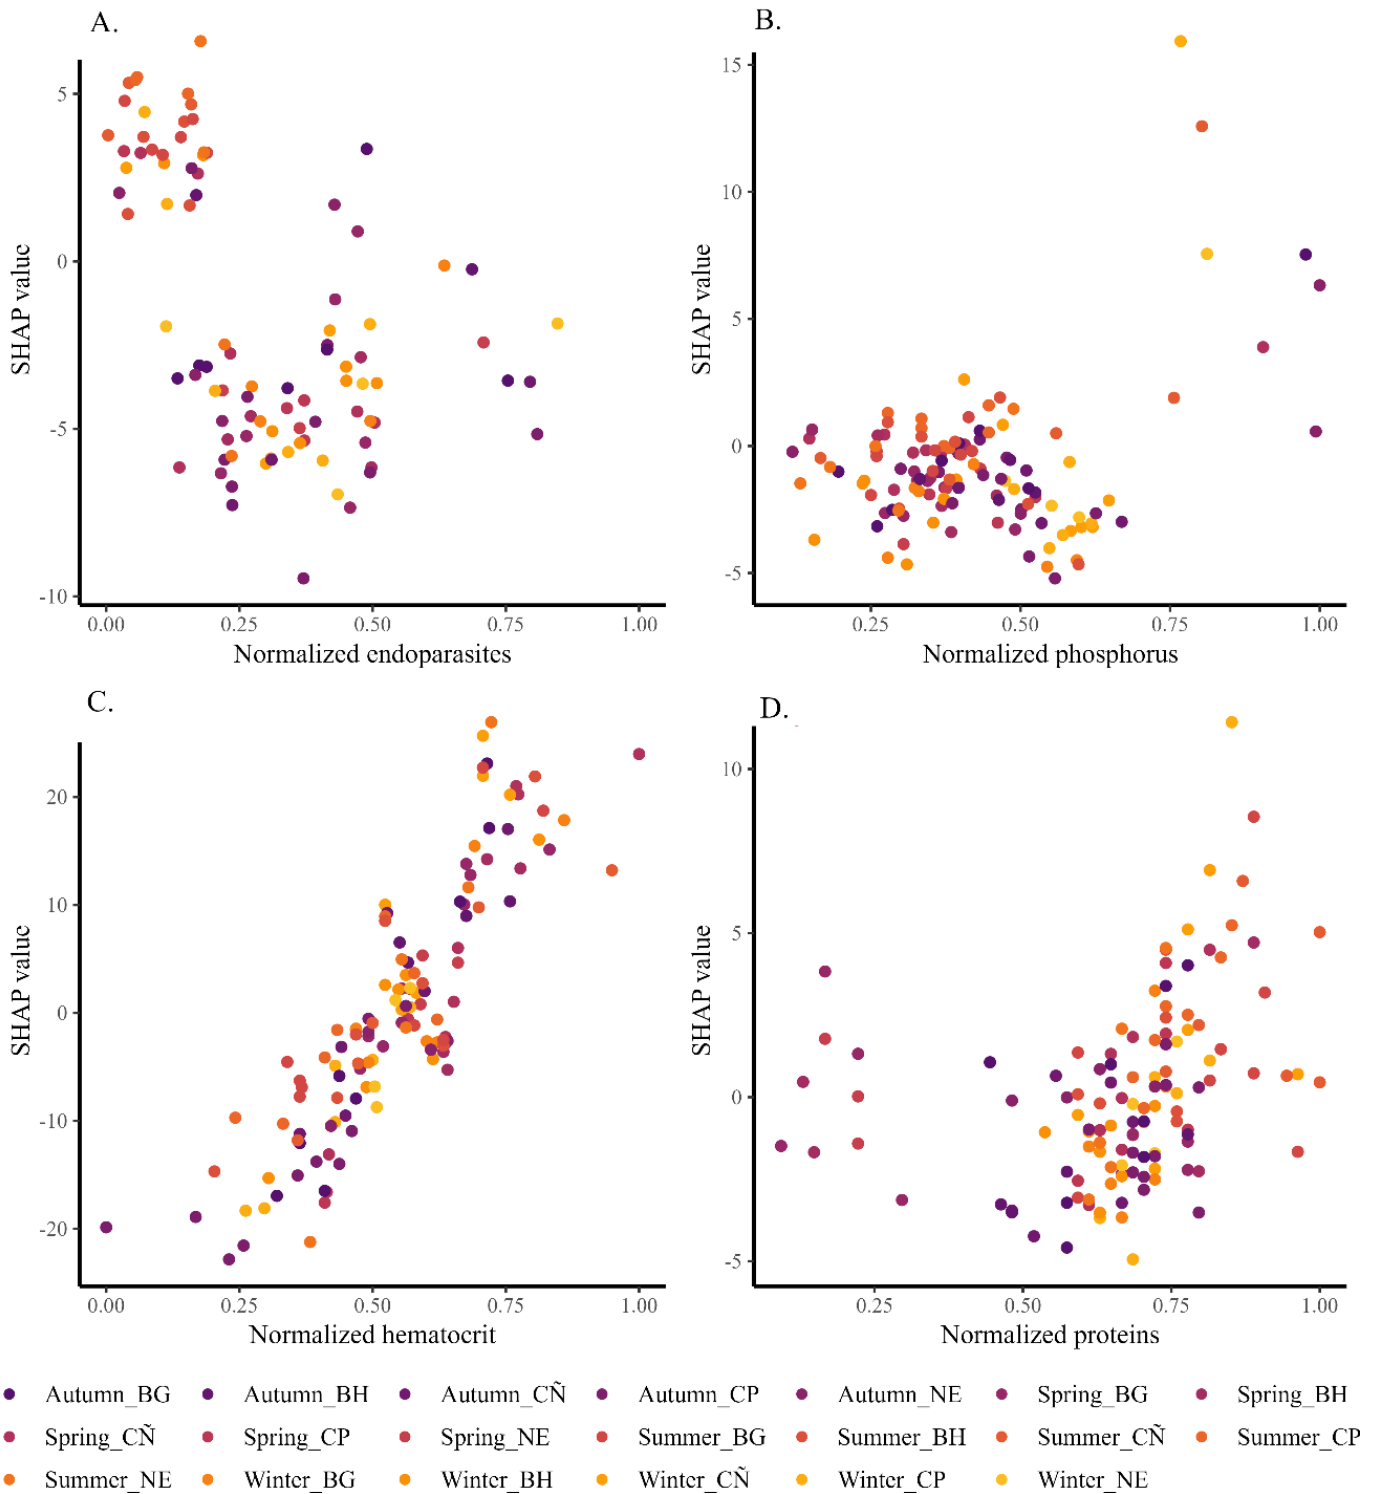 A.
B.
5
0
-5
-10
SHAP value
0.00 0.25 0.50 0.75 1.00
Normalized endoparasites
15
10
5
0
-5
SHAP value
0.25 0.50 0.75 1.00
Normalized phosphorus
C.
D.
20
10
0
-10
-20
SHAP value
0.00 0.25 0.50 0.75 1.00
Normalized hematocrit
10
5
0
-5
SHAP value
0.25 0.50 0.75 1.00
Normalized proteins
Autumn_BG Autumn_BH Autumn_CÑ Autumn_CP Autumn_NE Spring_BG Spring_BH
Spring_CÑ Spring_CP Spring_NE Summer_BG Summer_BH Summer_CÑ Summer_CP
Summer_NE Winter_BG Winter_BH Winter_CÑ Winter_CP Winter_NE